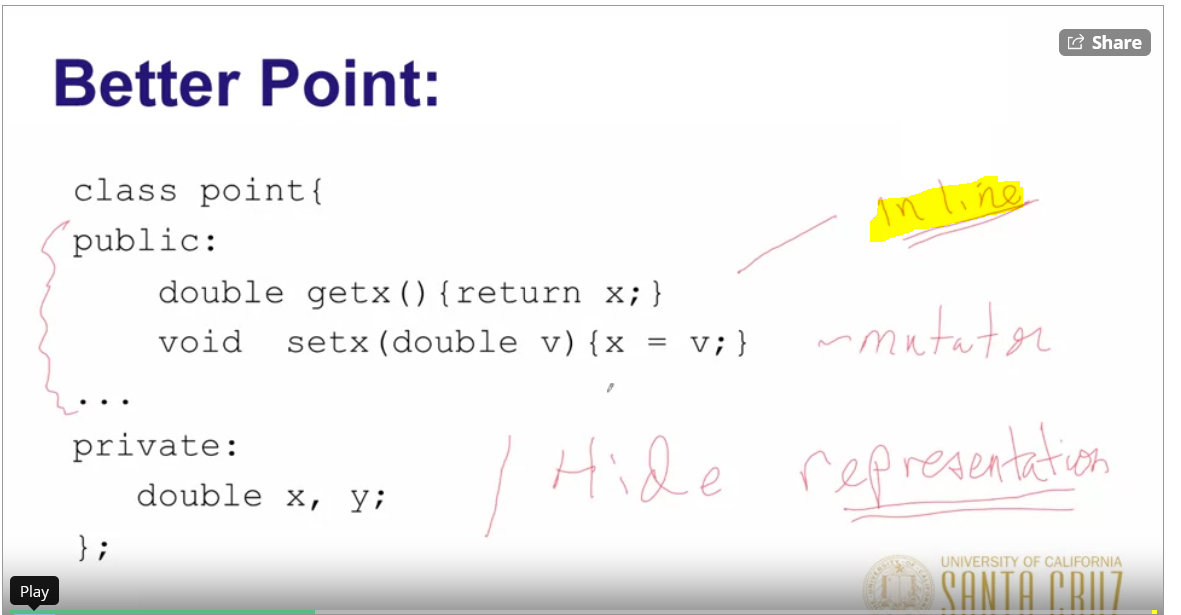 Share
Better Point:
class point{
In line
public:
double getx(){return x;}
void setx(double v){x = v;}
~mutator
...
private:
Hide representation
double x, y;
};
UNIVERSITY OF CALIFORNIA
SANTA CRUZ
Play